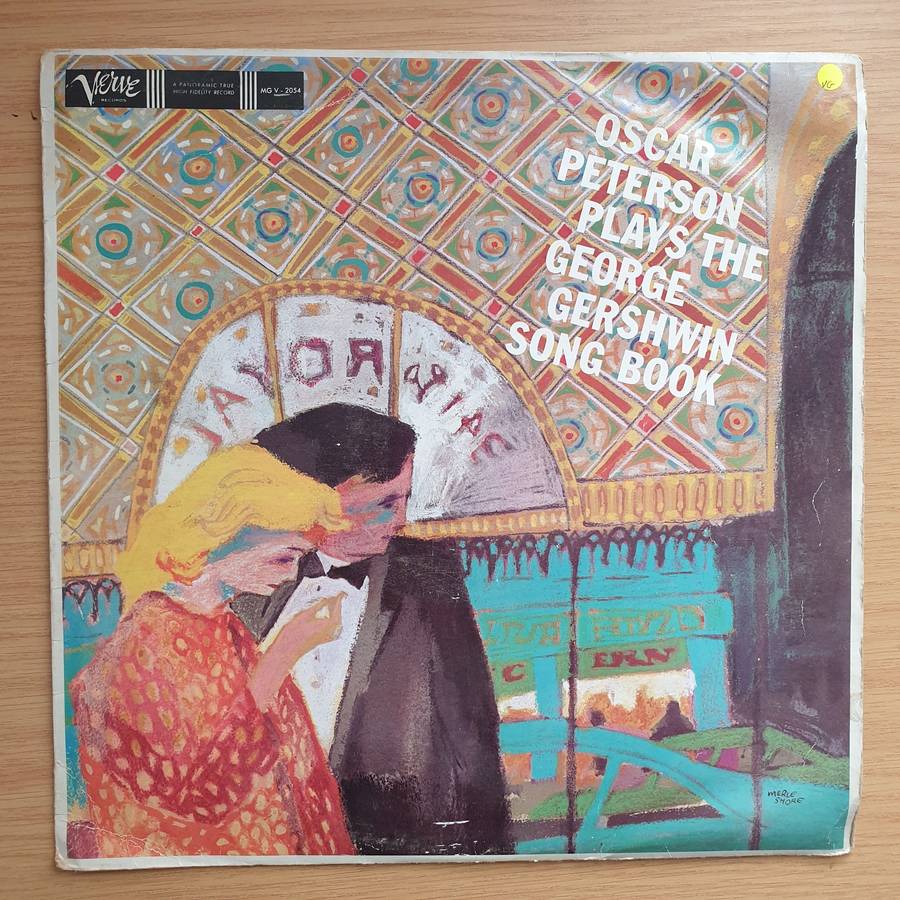 Verve
RECORDS
A PANORAMIC TRUE
HIGH FIDELITY RECORD
MG V - 2054
VG
OSCAR
PETERSON
PLAYS THE
GEORGE
GERSHWIN
SONG BOOK
C
ERN
MERLE
SHORE